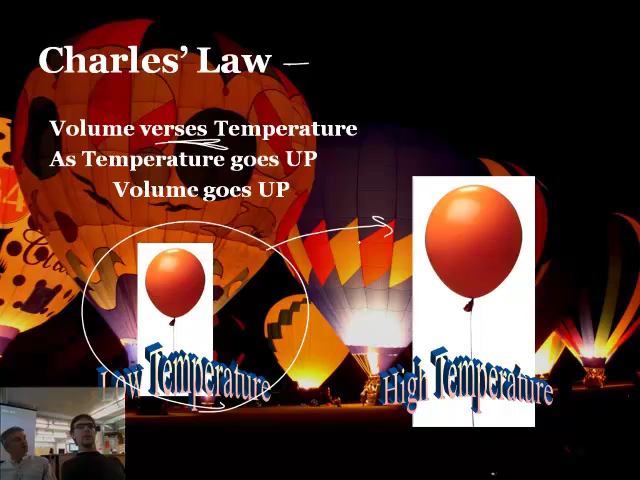 Charles' Law
Volume verses Temperature
As Temperature goes UP
Volume goes UP
Low Temperature
High Temperature